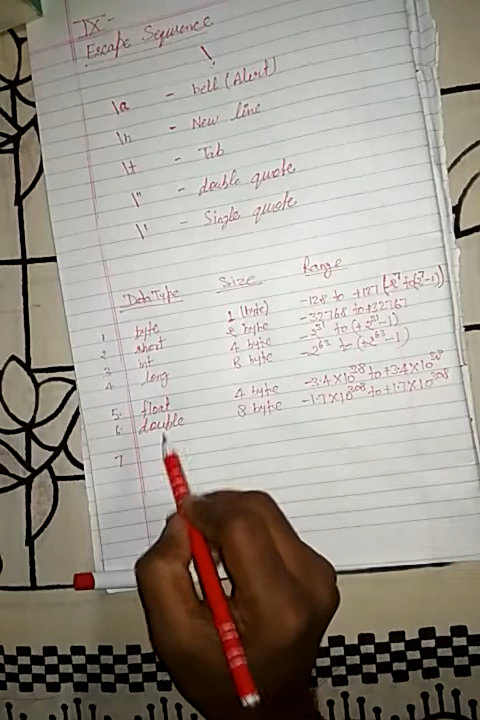 IX-
Escape Sequence
\
\a - bell (Alert)
\n - New line
\t - Tab
\" - double quote
\' - Single quote
Data Type Size Range
1 byte 1 (byte) -128 to +127 (-2^7 to (2^7-1)
2 short 2 byte -32768 to +32767
3 int 4 byte -2^31 to (+2^31-1)
4 long 8 byte -2^63 to (+2^63-1)
5. float 4 byte -3.4×10^38 to +3.4×10^38
6. double 8 byte -1.7×10^308 to +1.7×10^308
7